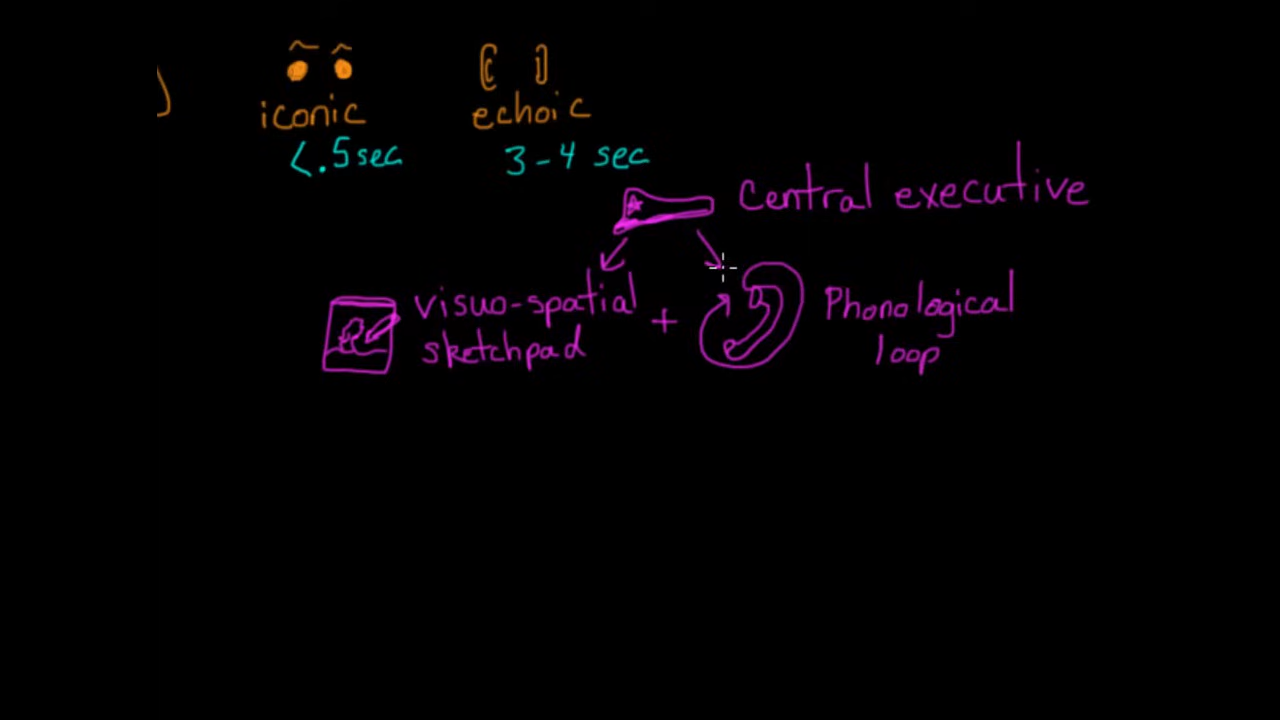 iconic
echoic
<.5sec
3-4 sec
Central executive
visuo-spatial
sketchpad
+
Phonological
loop